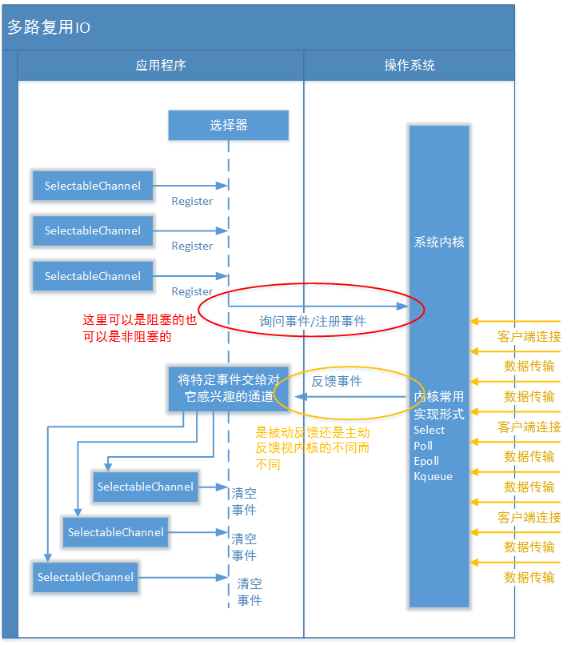 多路复用IO
应用程序
操作系统
选择器
SelectableChannel
Register
SelectableChannel
Register
SelectableChannel
Register
系统内核
这里可以是阻塞的也
可以是非阻塞的
询问事件/注册事件
客户端连接
数据传输
数据传输
客户端连接
数据传输
数据传输
客户端连接
数据传输
数据传输
将特定事件交给对
它感兴趣的通道
反馈事件
内核常用
实现形式
Select
Poll
Epoll
Kqueue
是被动反馈还是主动
反馈视内核的不同而
不同
SelectableChannel
清空
事件
SelectableChannel
清空
事件
SelectableChannel
清空
事件